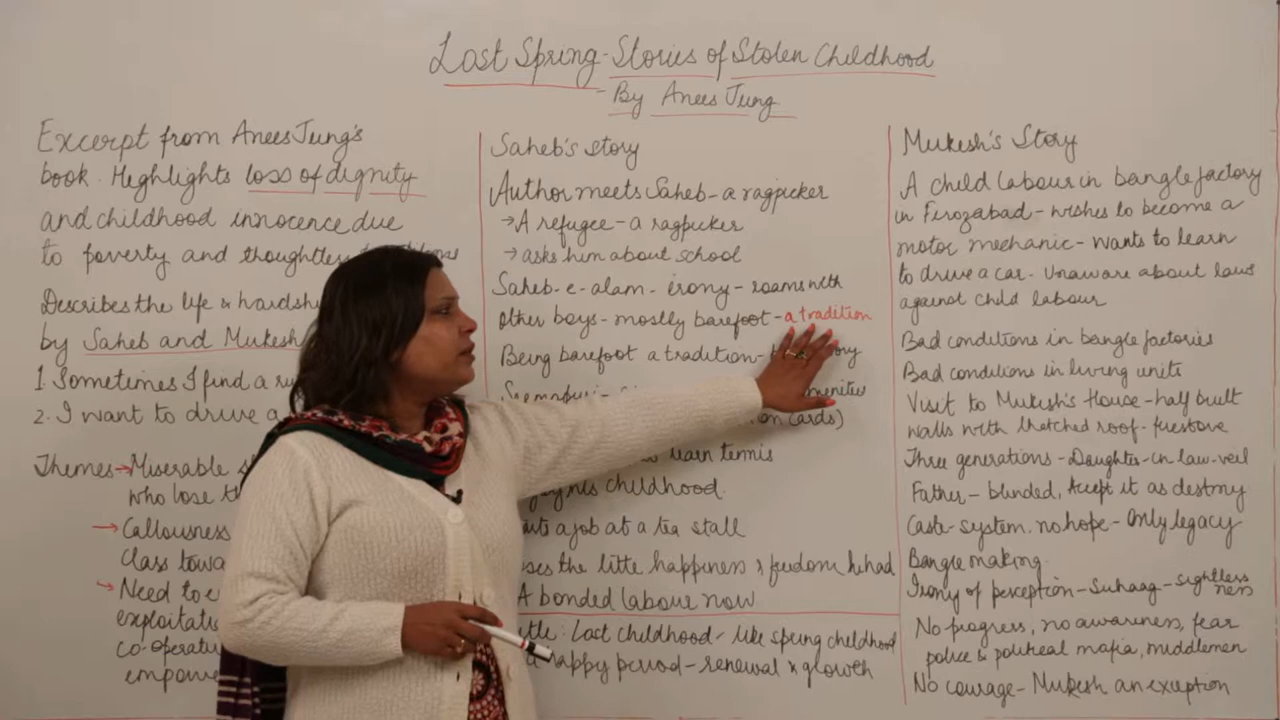 Lost Spring - Stories of Stolen Childhood
- By Anees Jung
Excerpt from Anees Jung's
book. Highlights loss of dignity
and childhood innocence due
to poverty and thoughtless
Describes the life &
by Saheb and Mukesh
1 Sometimes I find a
2. I want to drive a
Themes → Miserable
who lose
→ Callousness
Class
→ Need to
Saheb's story
Author meets Saheb - a ragpicker
→ A refugee - a ragpicker
→ asks him about school
Saheb-e-alam - irony - roams with
other boys - mostly barefoot - a tradition
Being barefoot a tradition -
learn tennis
his childhood.
a job at a tea stall
the little happiness & freedom he had
A bonded labour now
Lost childhood - like spring childhood
happy period - renewal & growth
Mukesh's Story
A child labour in bangle factory
in Firozabad - wishes to become a
motor mechanic - wants to learn
to drive a car - Unaware about laws
against child labour
Bad conditions in bangle factories
Bad conditions in living units
Visit to Mukesh's House - half built
walls with thatched roof - firestove
Three generations - Daughter-in law - veil
Father - blinded, Accept it as destiny
Caste-system. no hope - Only legacy
Bangle making
Irony of perception - Suhaag - sightlessness
No progress, no awareness, fear
police & political mafia, middlemen
No courage - Mukesh an exception